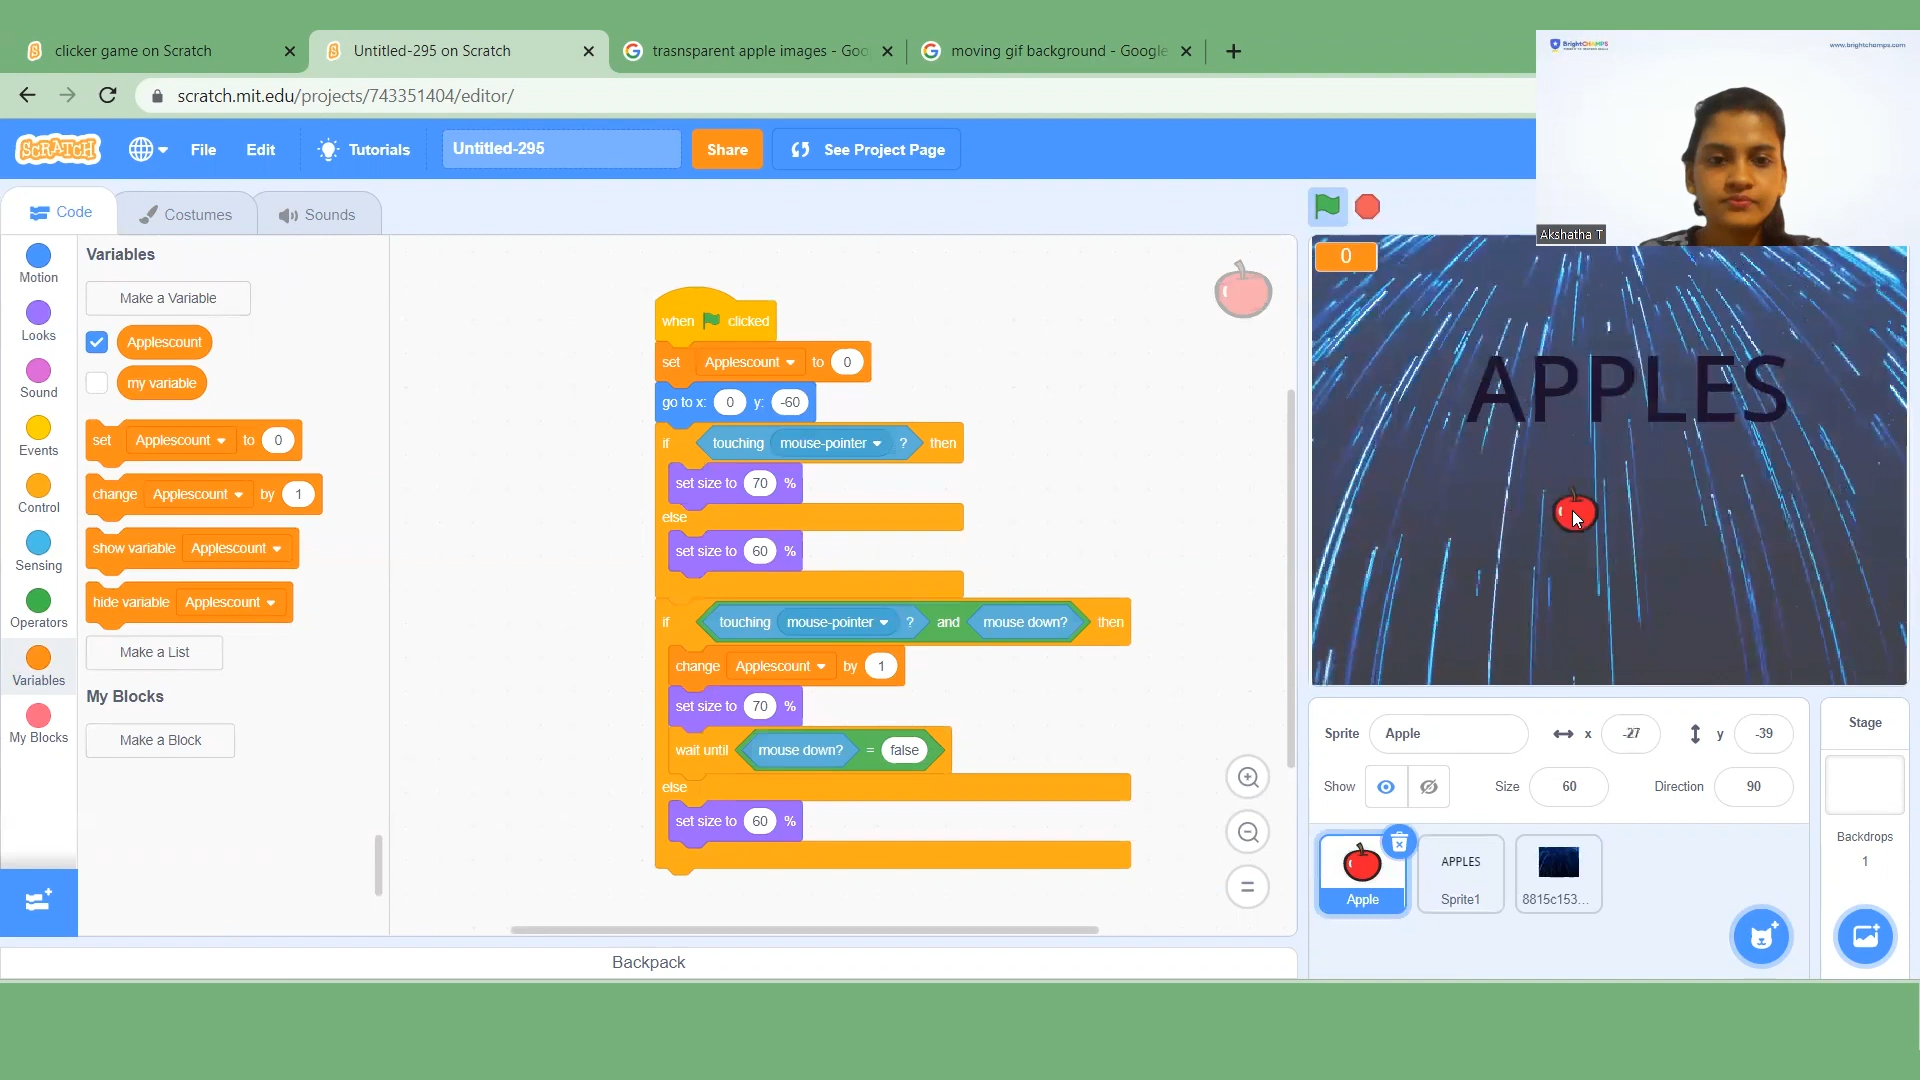 clicker game on Scratch
Untitled-295 on Scratch
trasnsparent apple images - Goo
moving gif background - Google
scratch.mit.edu/projects/743351404/editor/
BrightCHAMPS
www.brightchamps.com
Akshatha T
SCRATCH
File
Edit
Tutorials
Untitled-295
Share
See Project Page
Code
Costumes
Sounds
Motion
Looks
Sound
Events
Control
Sensing
Operators
Variables
My Blocks
Variables
Make a Variable
Applescount
my variable
set Applescount to 0
change Applescount by 1
show variable Applescount
hide variable Applescount
Make a List
My Blocks
Make a Block
when clicked
set Applescount to 0
go to x: 0 y: -60
if touching mouse-pointer ? then
set size to 70 %
else
set size to 60 %
if touching mouse-pointer ? and mouse down? then
change Applescount by 1
set size to 70 %
wait until mouse down? = false
else
set size to 60 %
Backpack
0
APPLES
Sprite Apple x -27 y -39
Show Size 60 Direction 90
Apple
APPLES
Sprite1
8815c153...
Stage
Backdrops
1